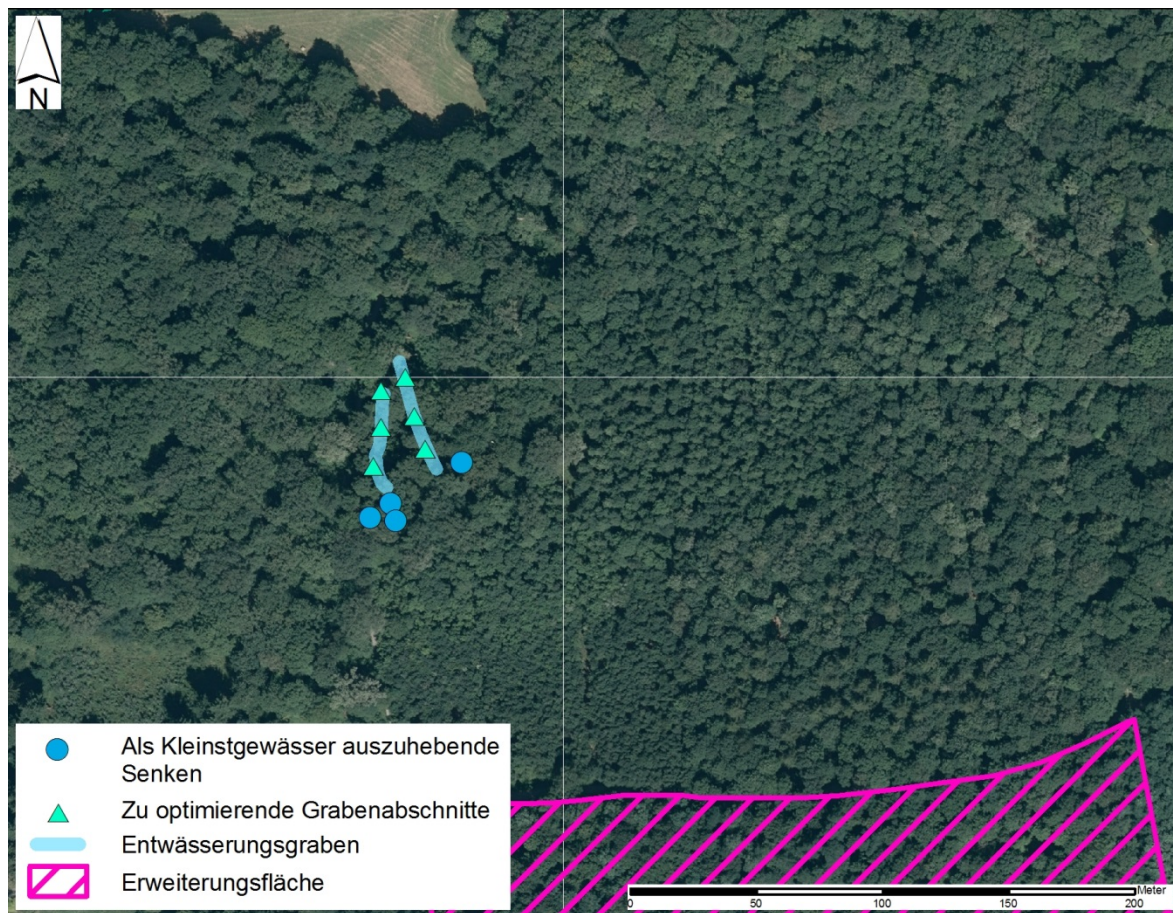 N
Als Kleinstgewässer auszuhebende
Senken
Zu optimierende Grabenabschnitte
Entwässerungsgraben
Erweiterungsfläche
Meter
0 50 100 150 200